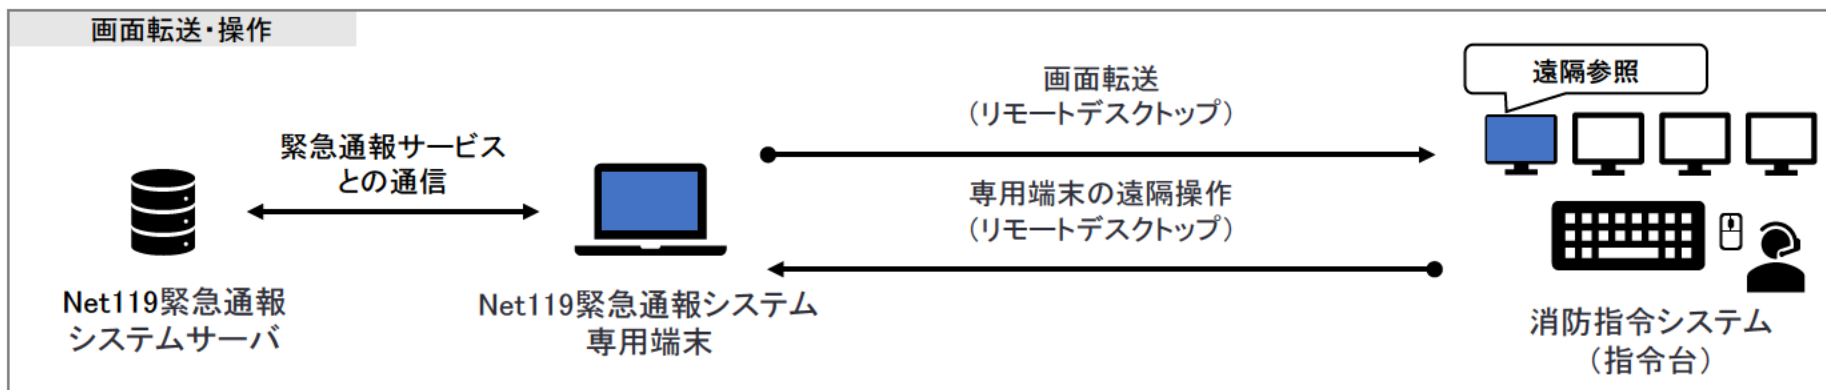 画面転送・操作
遠隔参照
画面転送
（リモートデスクトップ）
緊急通報サービス
との通信
専用端末の遠隔操作
（リモートデスクトップ）
Net119緊急通報
システムサーバ
Net119緊急通報システム
専用端末
消防指令システム
（指令台）